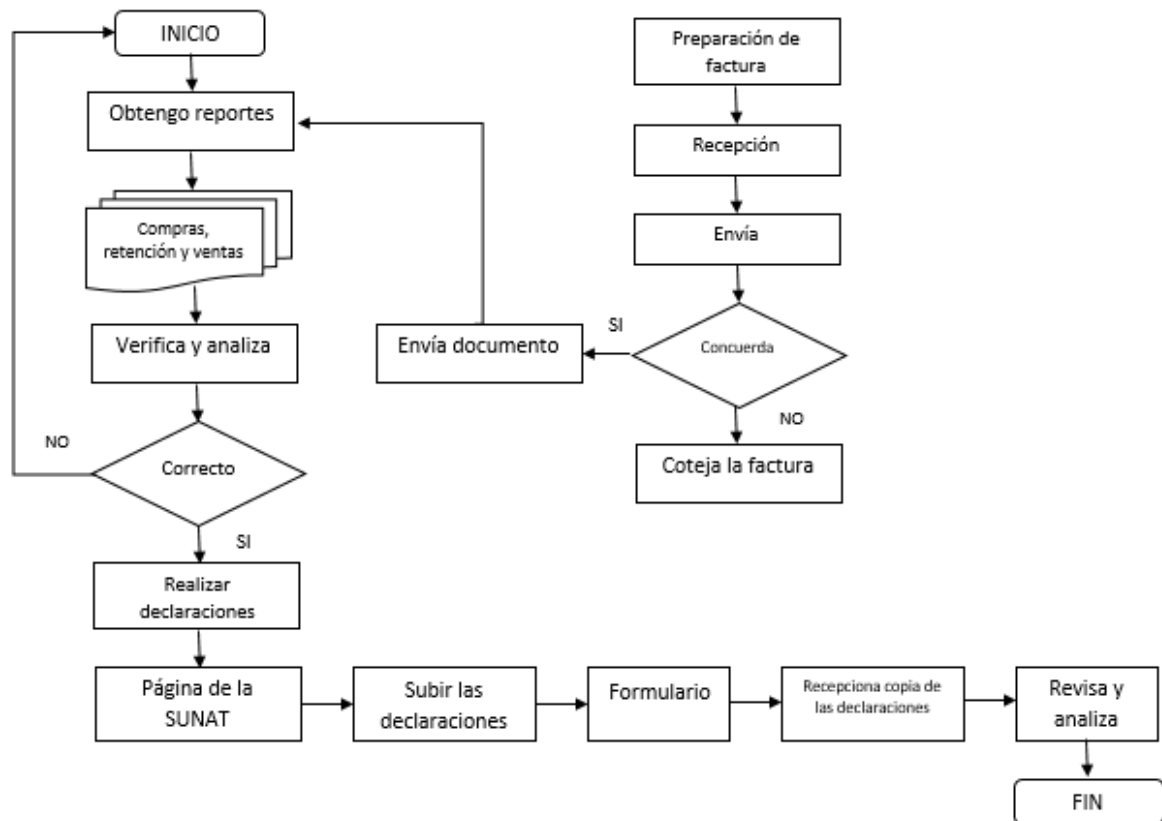 INICIO
Obtengo reportes
Compras,
retención y ventas
Verifica y analiza
NO
Correcto
SI
Realizar
declaraciones
Preparación de
factura
Recepción
Envía
Concuerda
SI
Envía documento
NO
Coteja la factura
Página de la
SUNAT
Subir las
declaraciones
Formulario
Recepciona copia de
las declaraciones
Revisa y
analiza
FIN